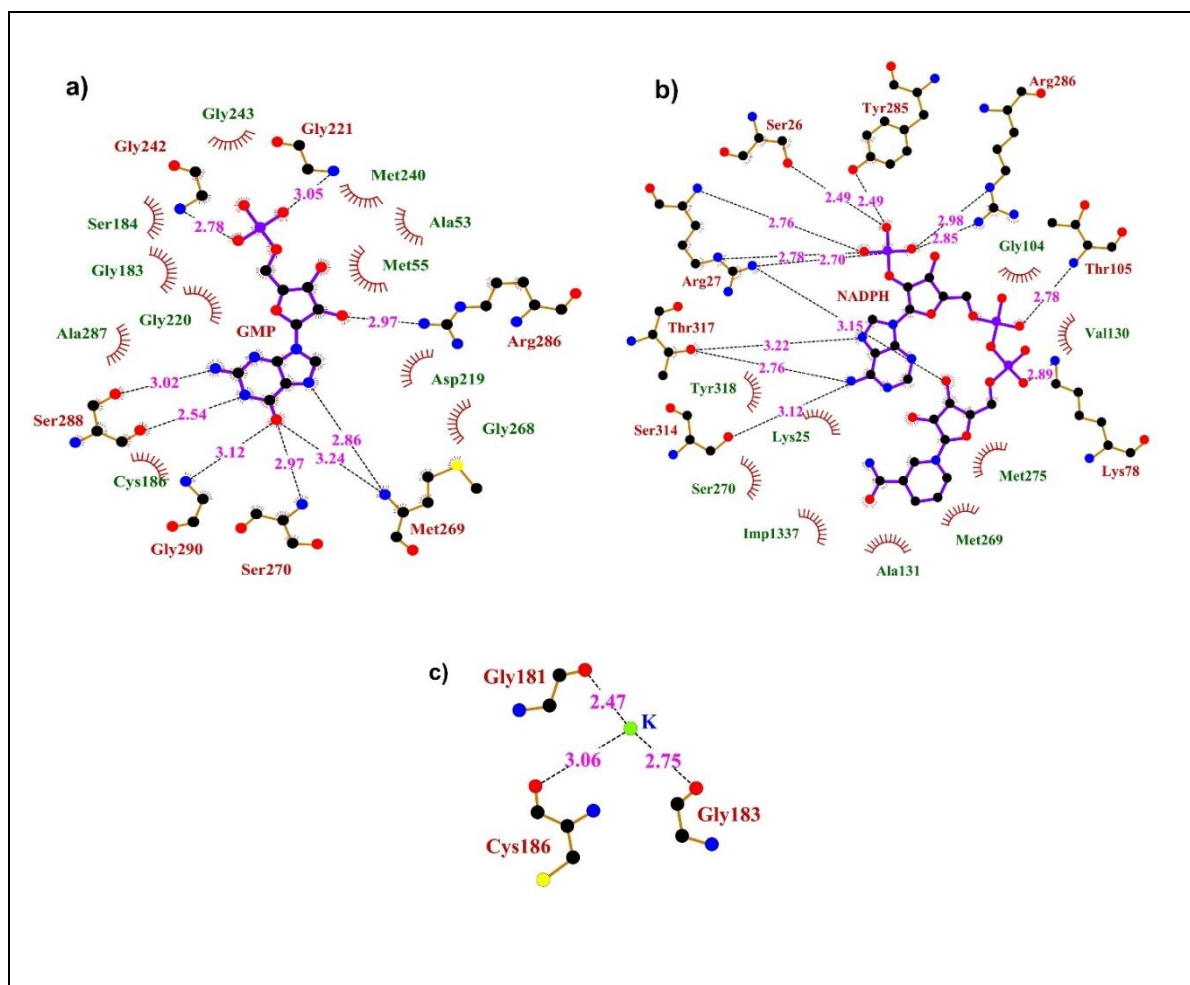 a)
Gly243
Gly221
Gly242
3.05
Met240
2.78
Ser184
Ala53
Gly183
Met55
Gly220
GMP
2.97
Ala287
Arg286
3.02
Asp219
Ser288
2.54
2.86
Gly268
3.12
2.97
3.24
Cys186
Met269
Gly290
Ser270
b)
Arg286
Tyr285
Ser26
2.49
2.49
2.76
2.98
2.85
Gly104
2.78
2.70
Thr105
Arg27
NADPH
2.78
Thr317
3.15
3.22
Val130
2.76
2.89
Tyr318
3.12
Ser314
Lys25
Lys78
Ser270
Met275
Imp1337
Met269
Ala131
c)
Gly181
2.47
K
3.06
2.75
Gly183
Cys186